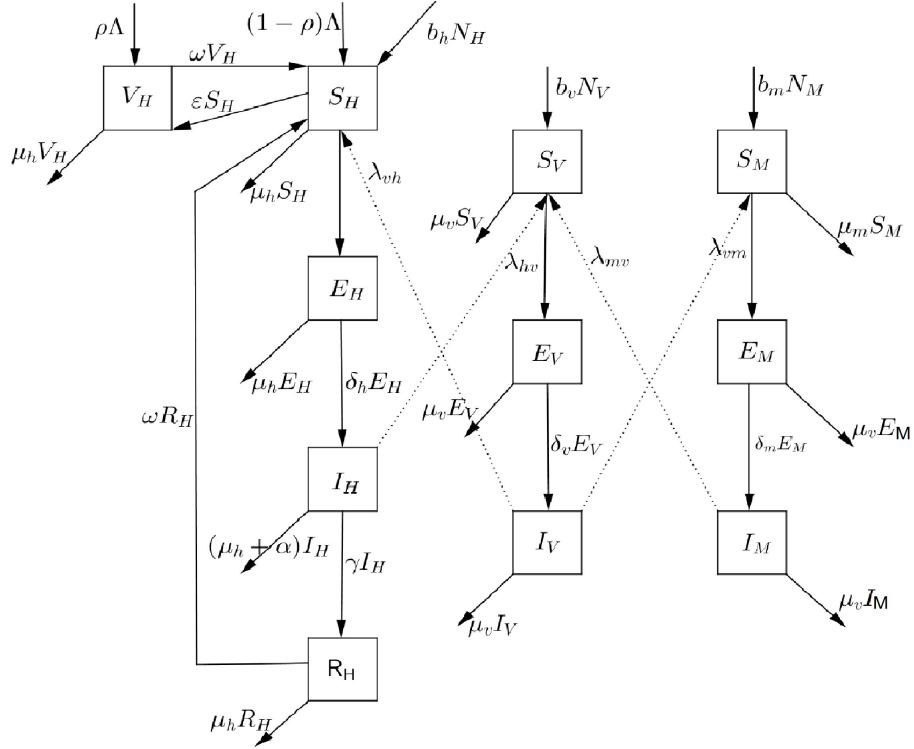 ρΛ
(1 − ρ)Λ
b_h N_H
ωV_H
V_H
S_H
εS_H
b_v N_V
b_m N_M
μ_h V_H
μ_h S_H
λ_vh
S_V
S_M
μ_v S_V
μ_m S_M
λ_hv
λ_mv
λ_vm
E_H
E_V
E_M
μ_h E_H
δ_h E_H
μ_v E_V
ωR_H
μ_v E_M
δ_v E_V
δ_m E_M
I_H
(μ_h + α)I_H
γI_H
I_V
I_M
μ_v I_V
μ_v I_M
R_H
μ_h R_H